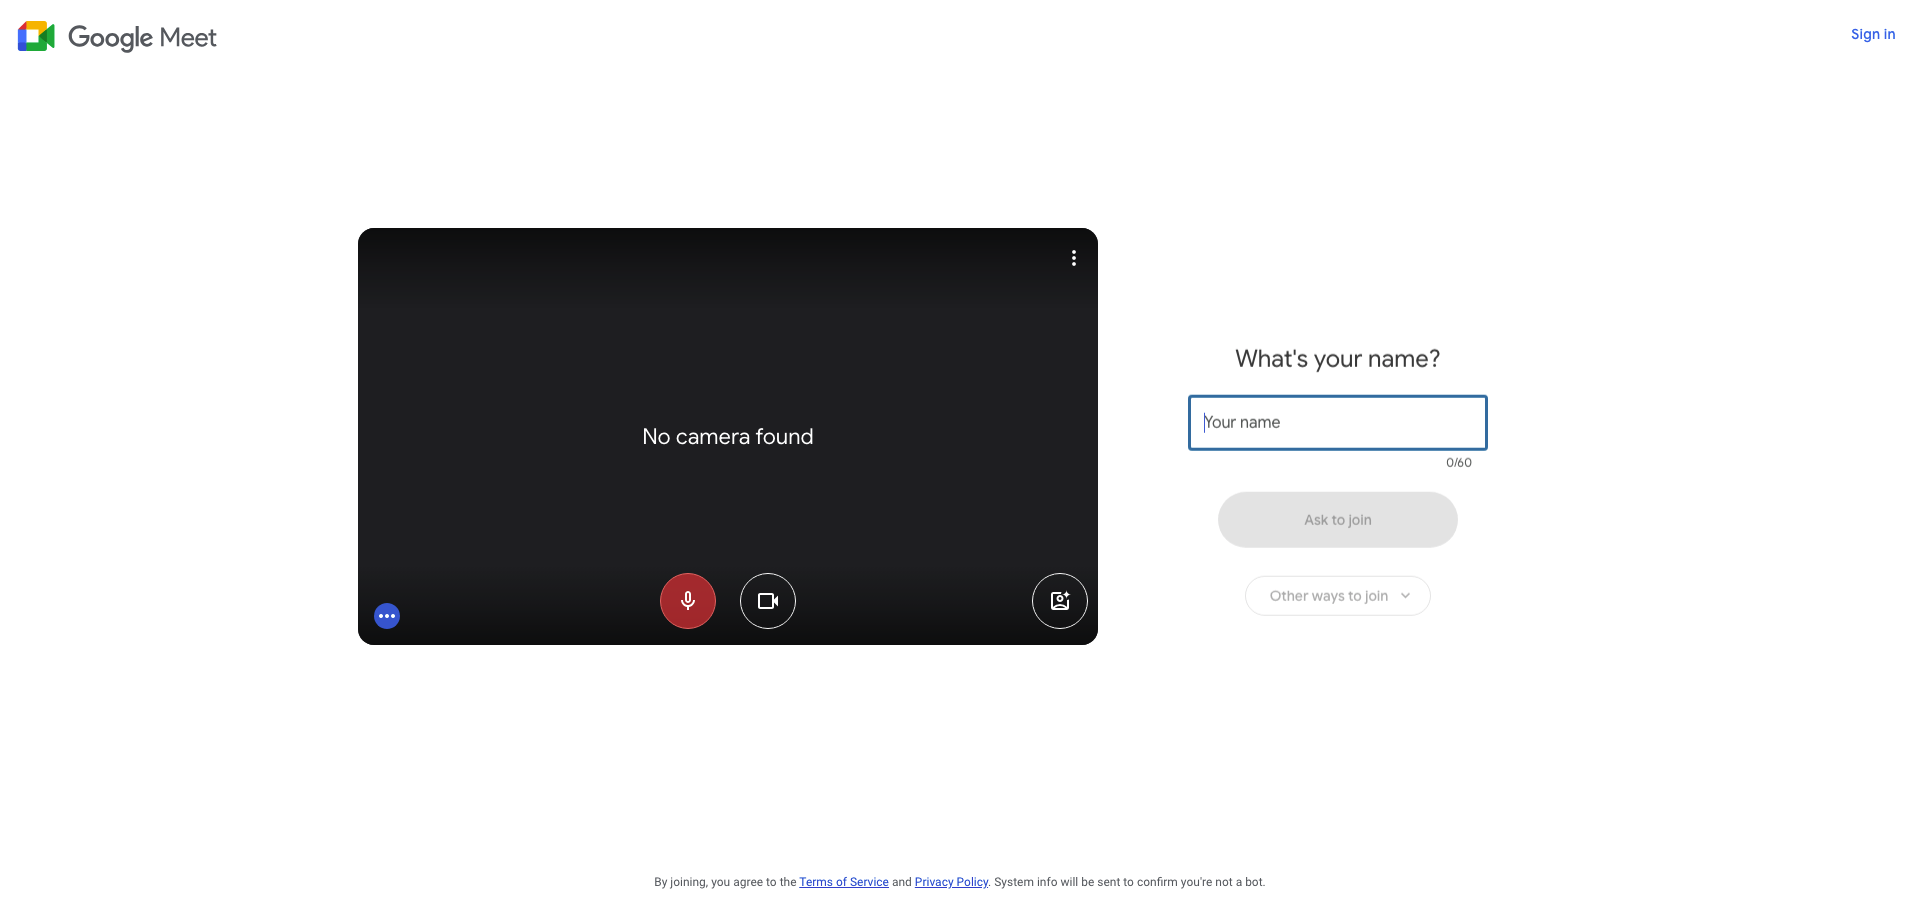 Google Meet
Sign in
No camera found
What's your name?
Your name
0/60
Ask to join
Other ways to join
By joining, you agree to the Terms of Service and Privacy Policy. System info will be sent to confirm you're not a bot.